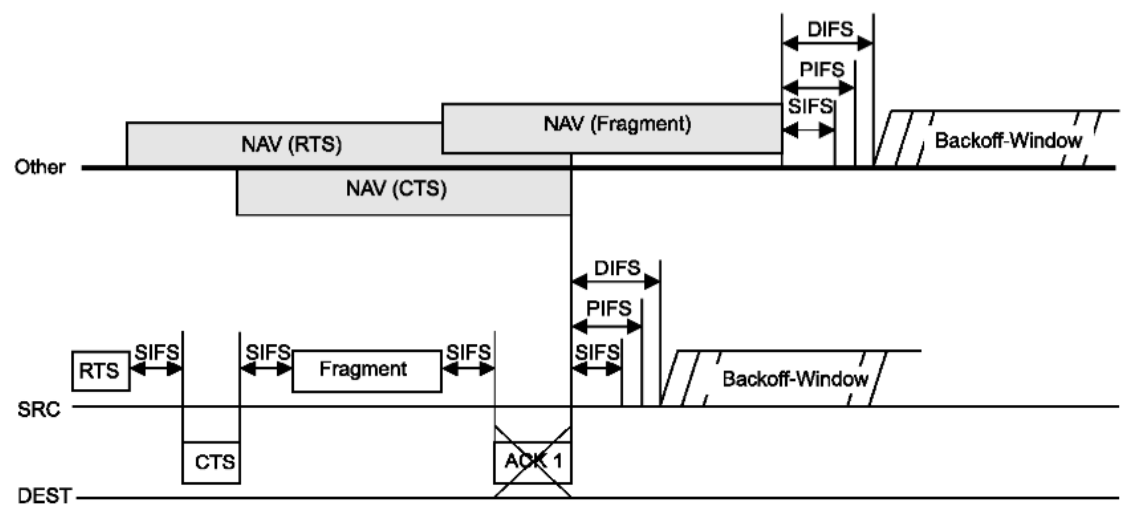 DIFS
PIFS
SIFS
NAV (Fragment)
NAV (RTS)
Backoff-Window
Other
NAV (CTS)
DIFS
PIFS
RTS
SIFS
SIFS
Fragment
SIFS
SIFS
Backoff-Window
SRC
CTS
ACK 1
DEST